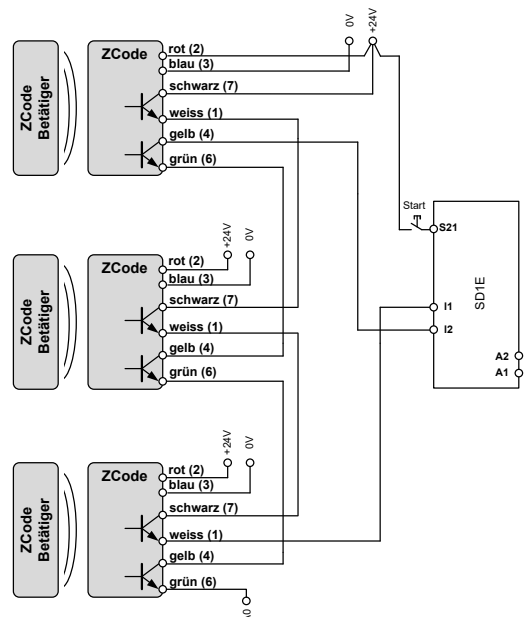 0V
+24V
ZCode
Betätiger
ZCode
rot (2)
blau (3)
schwarz (7)
weiss (1)
gelb (4)
grün (6)
Start
S21
SD1E
I1
I2
A2
A1
+24V
0V
ZCode
Betätiger
ZCode
rot (2)
blau (3)
schwarz (7)
weiss (1)
gelb (4)
grün (6)
+24V
0V
ZCode
Betätiger
ZCode
rot (2)
blau (3)
schwarz (7)
weiss (1)
gelb (4)
grün (6)